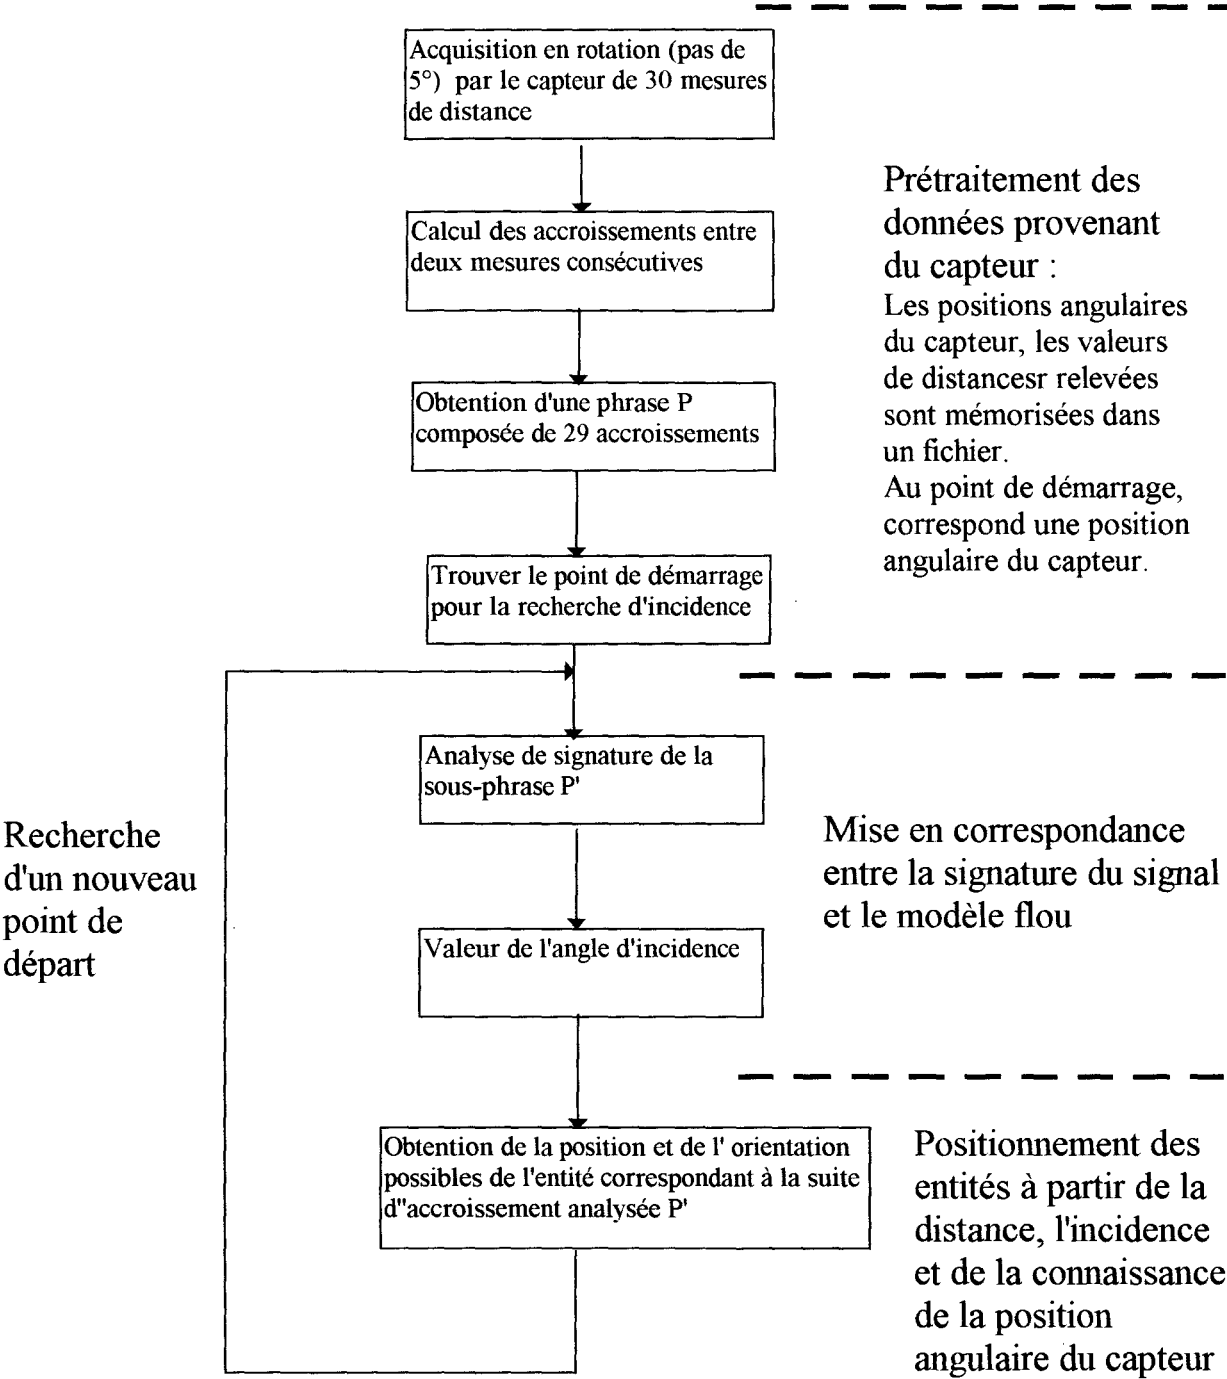 Acquisition en rotation (pas de
5°) par le capteur de 30 mesures
de distance
Calcul des accroissements entre
deux mesures consécutives
Obtention d'une phrase P
composée de 29 accroissements
Trouver le point de démarrage
pour la recherche d'incidence
Prétraitement des
données provenant
du capteur :
Les positions angulaires
du capteur, les valeurs
de distancesr relevées
sont mémorisées dans
un fichier.
Au point de démarrage,
correspond une position
angulaire du capteur.
Analyse de signature de la
sous-phrase P'
Valeur de l'angle d'incidence
Mise en correspondance
entre la signature du signal
et le modèle flou
Recherche
d'un nouveau
point de
départ
Obtention de la position et de l' orientation
possibles de l'entité correspondant à la suite
d"accroissement analysée P'
Positionnement des
entités à partir de la
distance, l'incidence
et de la connaissance
de la position
angulaire du capteur